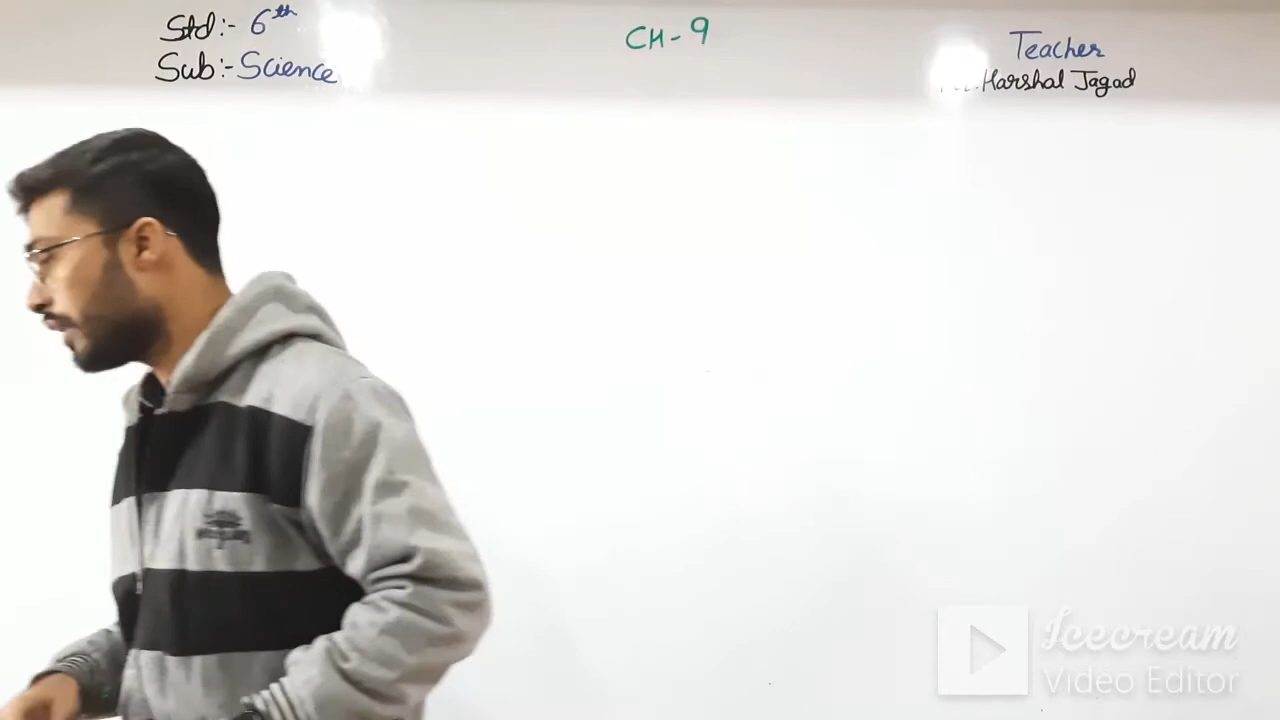 Std:- 6th
Sub:- Science
CH-9
Teacher
Harshal Jagad
Icecream
Video Editor